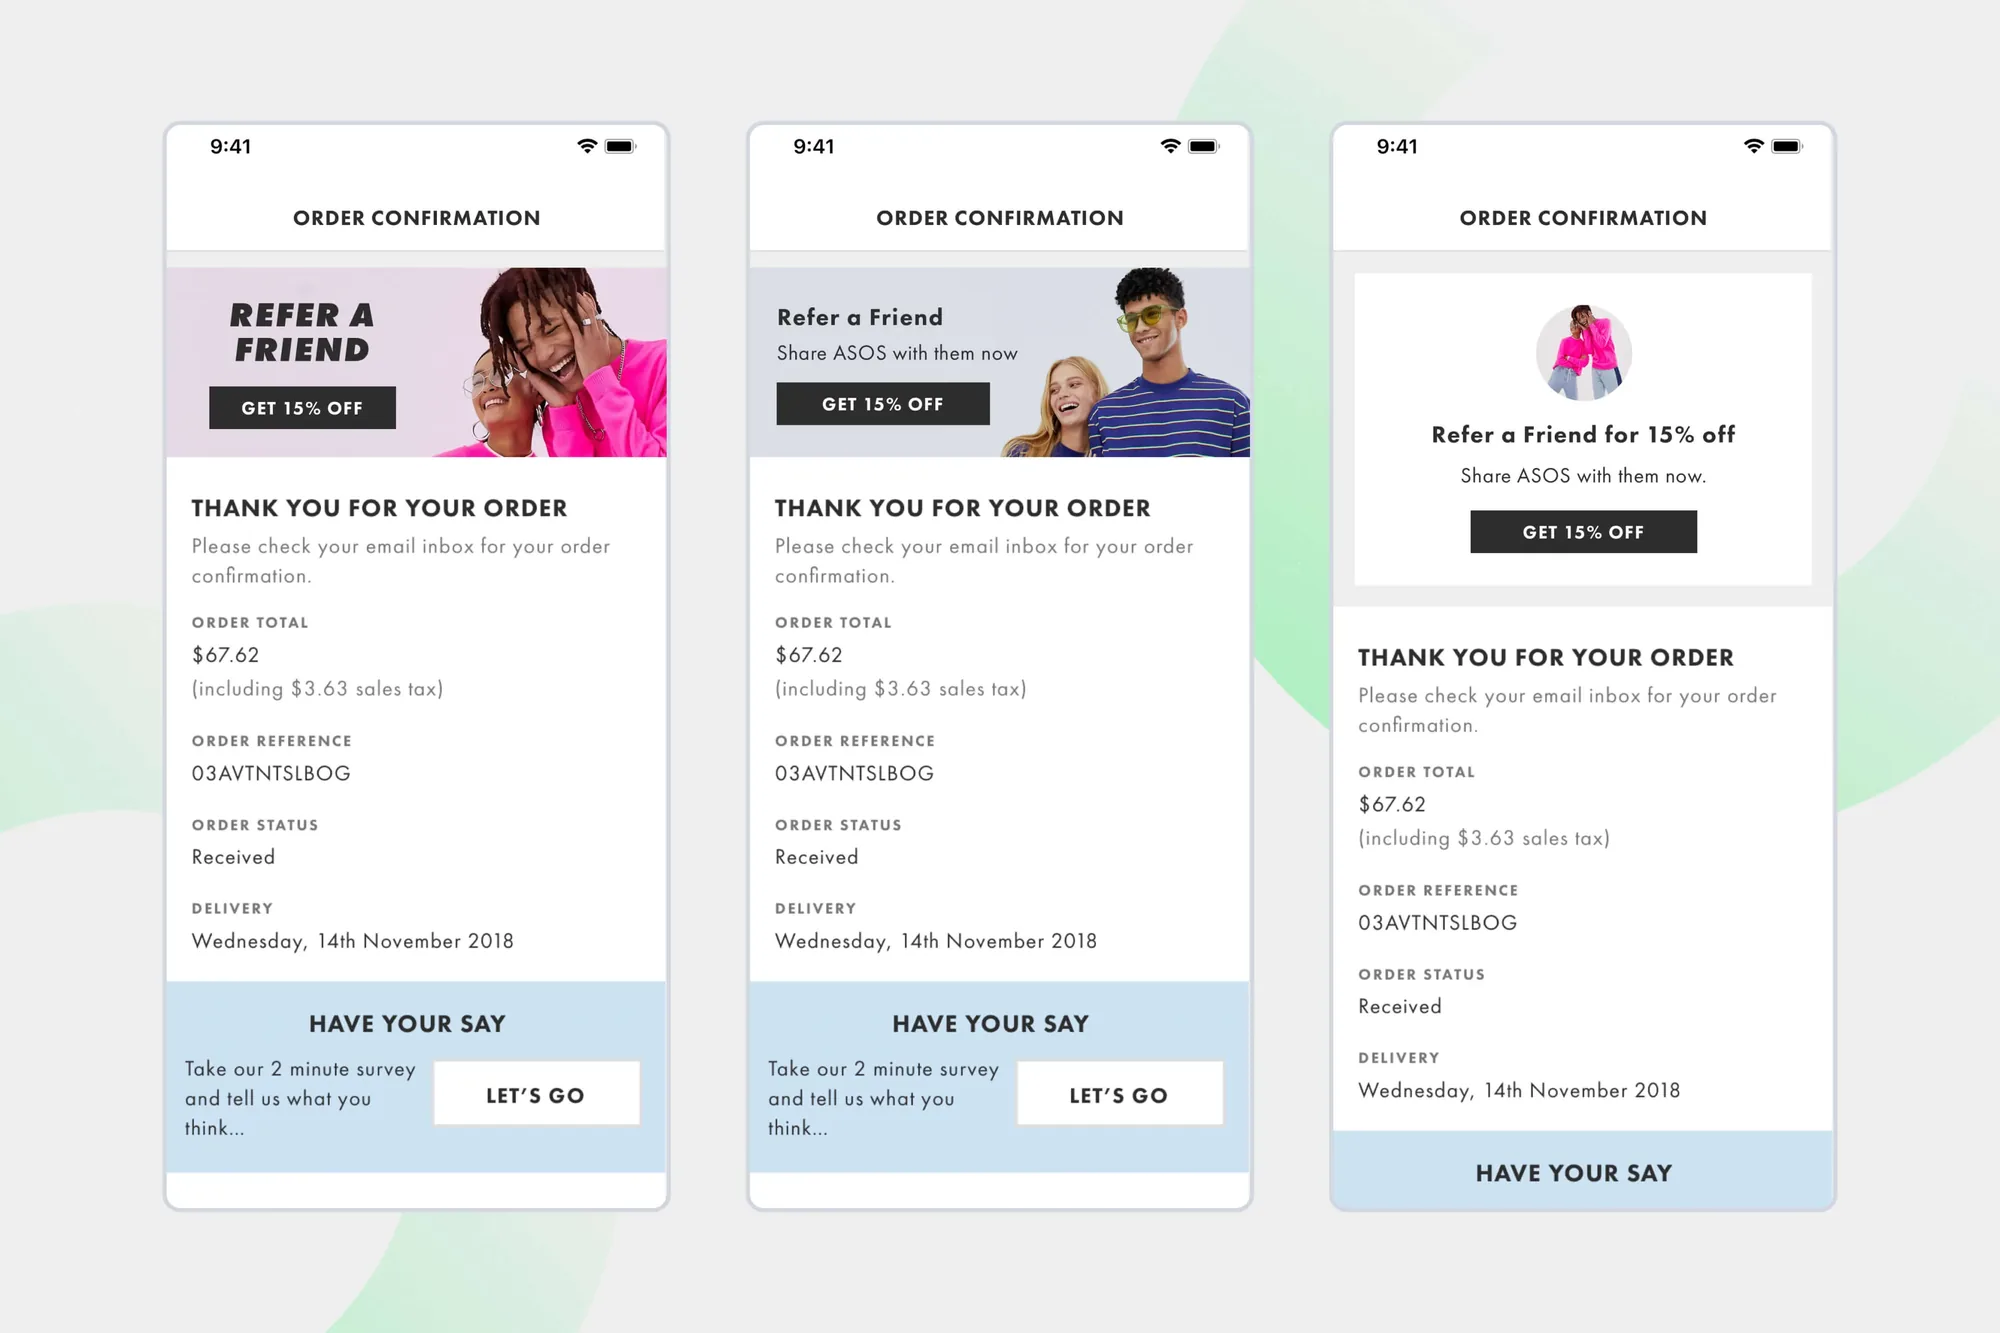 9:41
ORDER CONFIRMATION
REFER A
FRIEND
GET 15% OFF
THANK YOU FOR YOUR ORDER
Please check your email inbox for your order
confirmation.
ORDER TOTAL
$67.62
(including $3.63 sales tax)
ORDER REFERENCE
03AVTNTSLBOG
ORDER STATUS
Received
DELIVERY
Wednesday, 14th November 2018
HAVE YOUR SAY
Take our 2 minute survey
and tell us what you
think...
LET’S GO
9:41
ORDER CONFIRMATION
Refer a Friend
Share ASOS with them now
GET 15% OFF
THANK YOU FOR YOUR ORDER
Please check your email inbox for your order
confirmation.
ORDER TOTAL
$67.62
(including $3.63 sales tax)
ORDER REFERENCE
03AVTNTSLBOG
ORDER STATUS
Received
DELIVERY
Wednesday, 14th November 2018
HAVE YOUR SAY
Take our 2 minute survey
and tell us what you
think...
LET’S GO
9:41
ORDER CONFIRMATION
Refer a Friend for 15% off
Share ASOS with them now.
GET 15% OFF
THANK YOU FOR YOUR ORDER
Please check your email inbox for your order
confirmation.
ORDER TOTAL
$67.62
(including $3.63 sales tax)
ORDER REFERENCE
03AVTNTSLBOG
ORDER STATUS
Received
DELIVERY
Wednesday, 14th November 2018
HAVE YOUR SAY